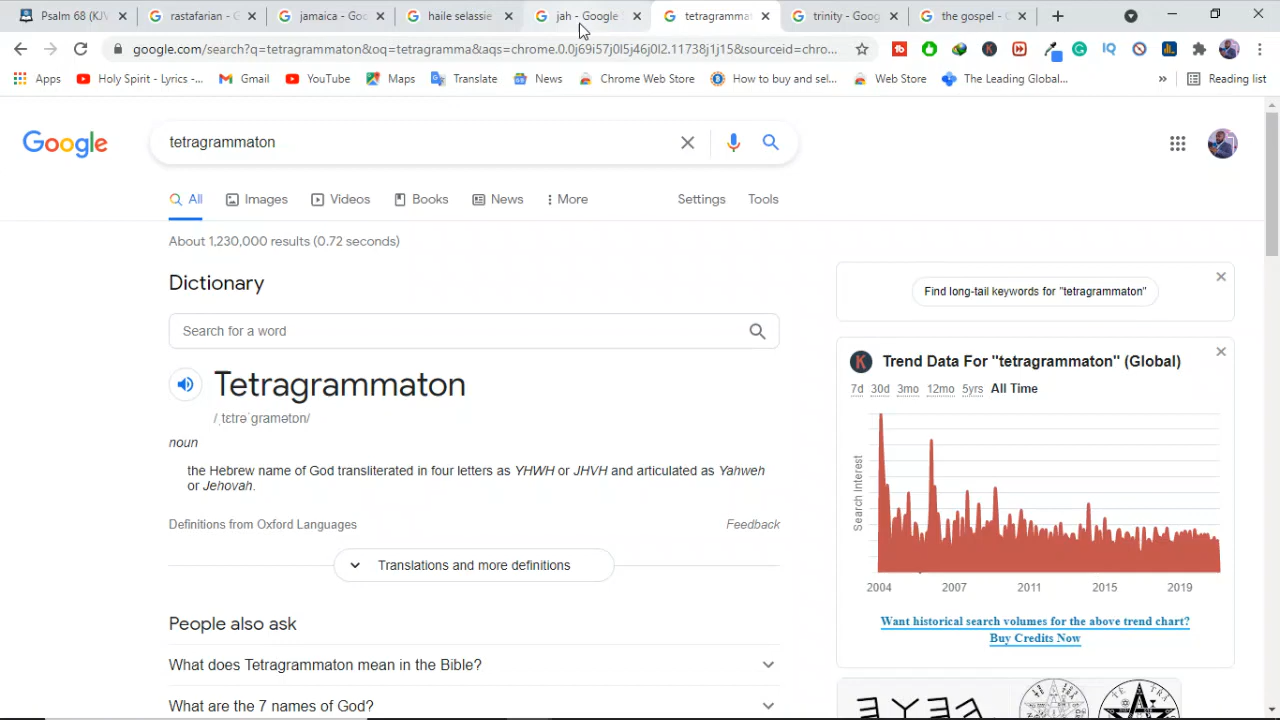 Psalm 68 (KJV
rastafarian - G
jamaica - Goo
haile selassie
jah - Google S
tetragramma
trinity - Goog
the gospel - G
google.com/search?q=tetragrammaton&oq=tetragramma&aqs=chrome.0.0j69i57j0l5j46j0l2.11738j1j15&sourceid=chro...
Apps
Holy Spirit - Lyrics -...
Gmail
YouTube
Maps
Translate
News
Chrome Web Store
How to buy and sel...
Web Store
The Leading Global...
»
Reading list
Google
tetragrammaton
All
Images
Videos
Books
News
More
Settings
Tools
About 1,230,000 results (0.72 seconds)
Dictionary
Search for a word
Tetragrammaton
/ˌtɛtrəˈɡramətɒn/
noun
the Hebrew name of God transliterated in four letters as YHWH or JHVH and articulated as Yahweh
or Jehovah.
Definitions from Oxford Languages
Feedback
Translations and more definitions
People also ask
What does Tetragrammaton mean in the Bible?
What are the 7 names of God?
Find long-tail keywords for "tetragrammaton"
K
Trend Data For "tetragrammaton" (Global)
7d 30d 3mo 12mo 5yrs All Time
Search Interest
2004 2007 2011 2015 2019
Want historical search volumes for the above trend chart?
Buy Credits Now